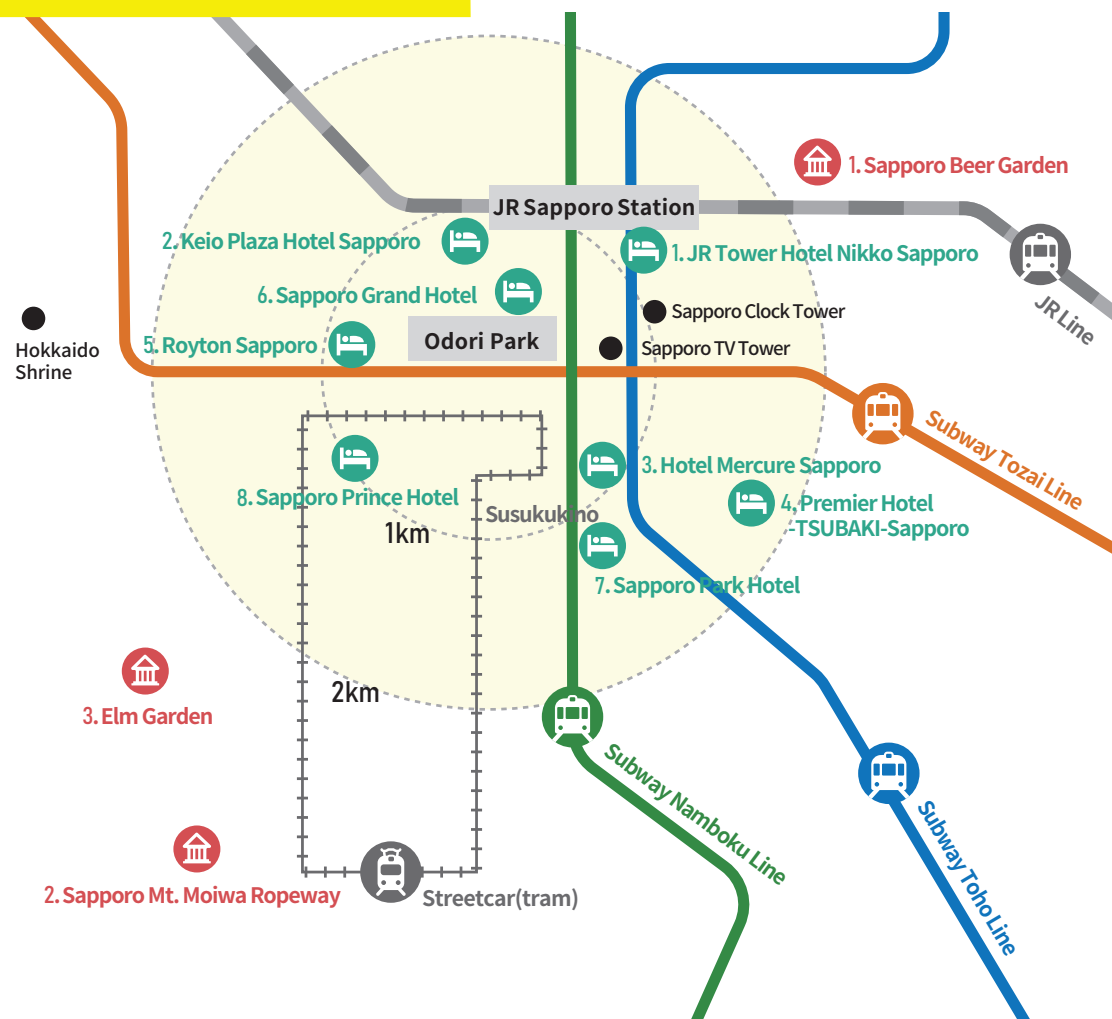 1. Sapporo Beer Garden
JR Sapporo Station
2. Keio Plaza Hotel Sapporo
1. JR Tower Hotel Nikko Sapporo
6. Sapporo Grand Hotel
JR Line
Sapporo Clock Tower
Odori Park
5. Royton Sapporo
Sapporo TV Tower
Hokkaido
Shrine
Subway Tozai Line
3. Hotel Mercure Sapporo
8. Sapporo Prince Hotel
4. Premier Hotel
-TSUBAKI-Sapporo
Susukukino
1km
7. Sapporo Park Hotel
2km
3. Elm Garden
Subway Namboku Line
Subway Toho Line
2. Sapporo Mt. Moiwa Ropeway
Streetcar(tram)